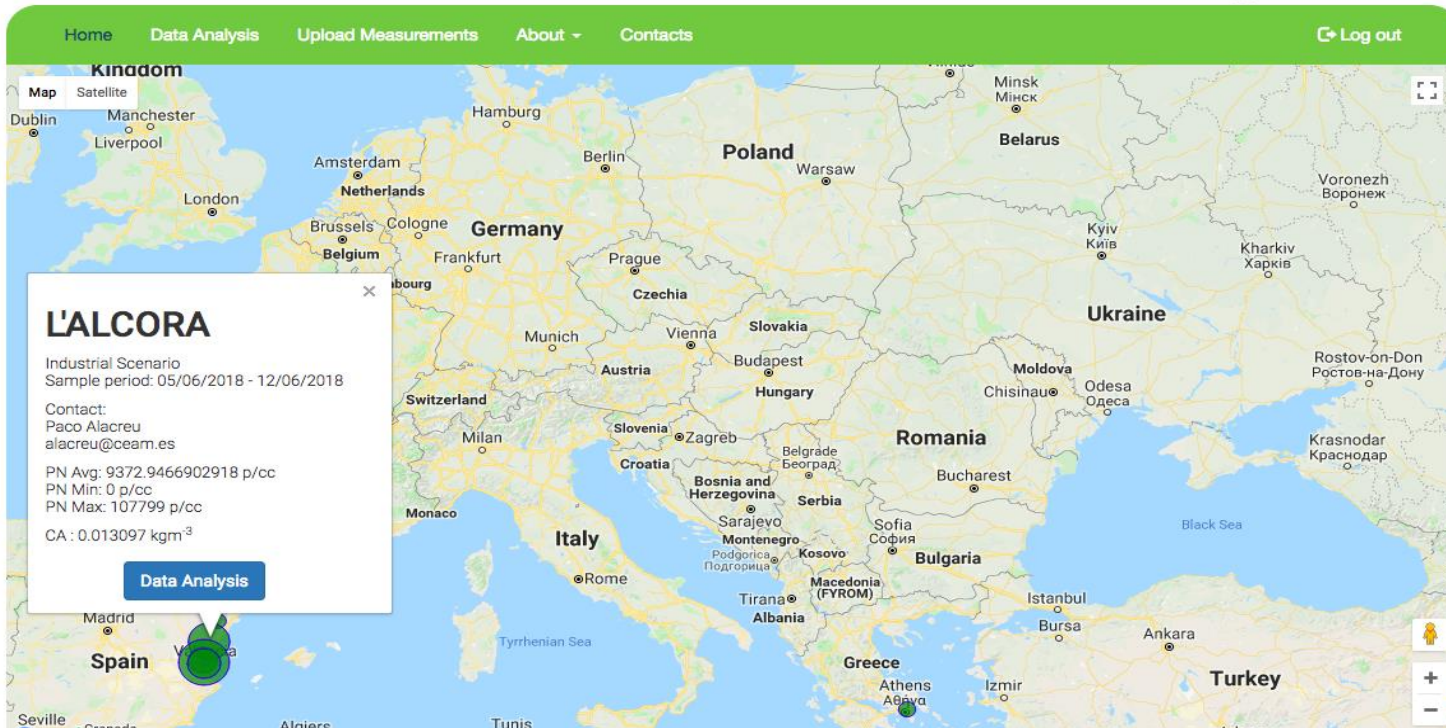 Home Data Analysis Upload Measurements About Contacts Log out
Kingdom
Map Satellite
Dublin
Manchester
Liverpool
London
Hamburg
Amsterdam
Netherlands
Berlin
Poland
Warsaw
Minsk
Мінск
Belarus
Voronezh
Воронеж
Brussels
Cologne
Belgium
Germany
Frankfurt
Prague
Czechia
Kyiv
Київ
Kharkiv
Харків
Ukraine
×
L'ALCORA
Industrial Scenario
Sample period: 05/06/2018 - 12/06/2018
Contact:
Paco Alacreu
alacreu@ceam.es
PN Avg: 9372.9466902918 p/cc
PN Min: 0 p/cc
PN Max: 107799 p/cc
CA : 0.013097 kgm-3
Data Analysis
Munich
Vienna
Slovakia
Austria
Budapest
Hungary
Moldova
Chisinau
Odesa
Одеса
Rostov-on-Don
Ростов-на-Дону
Switzerland
Milan
Slovenia
Zagreb
Croatia
Romania
Belgrade
Београд
Bucharest
Krasnodar
Краснодар
Monaco
Bosnia and
Herzegovina
Serbia
Sarajevo
Montenegro
Podgorica
Подгорица
Kosovo
Sofia
София
Bulgaria
Black Sea
Italy
Rome
Macedonia
(FYROM)
Tirana
Albania
Istanbul
Bursa
Ankara
Madrid
Spain
Tyrrhenian Sea
Greece
Athens
Αθήνα
Izmir
Turkey
Seville
Algiers
Tunis
+
−